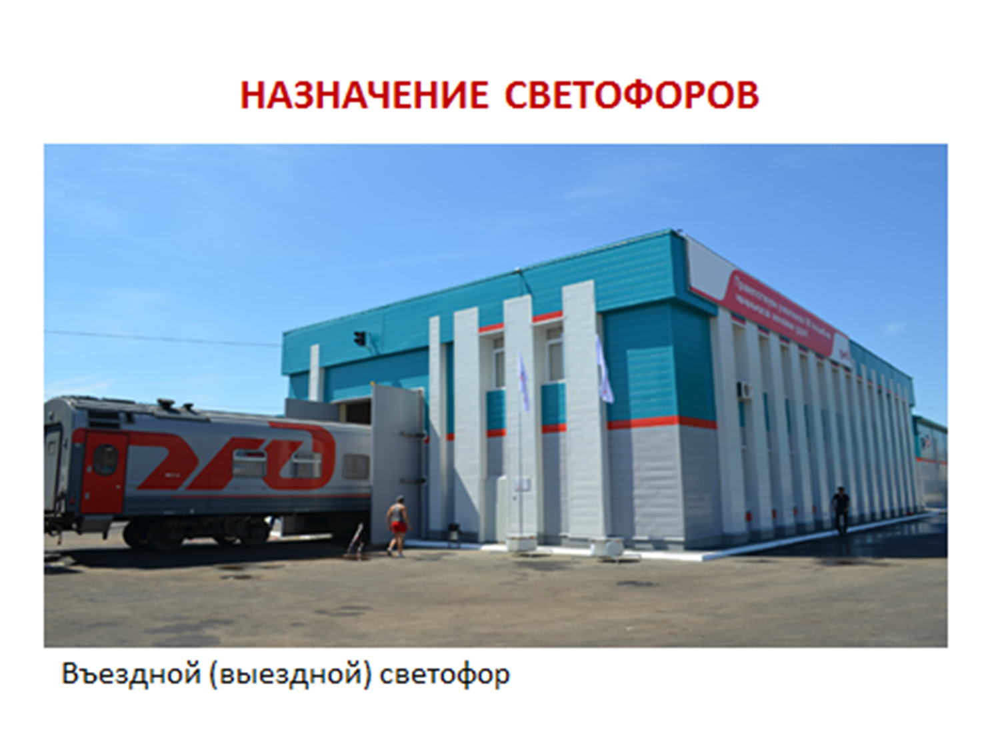 НАЗНАЧЕНИЕ СВЕТОФОРОВ
Въездной (выездной) светофор